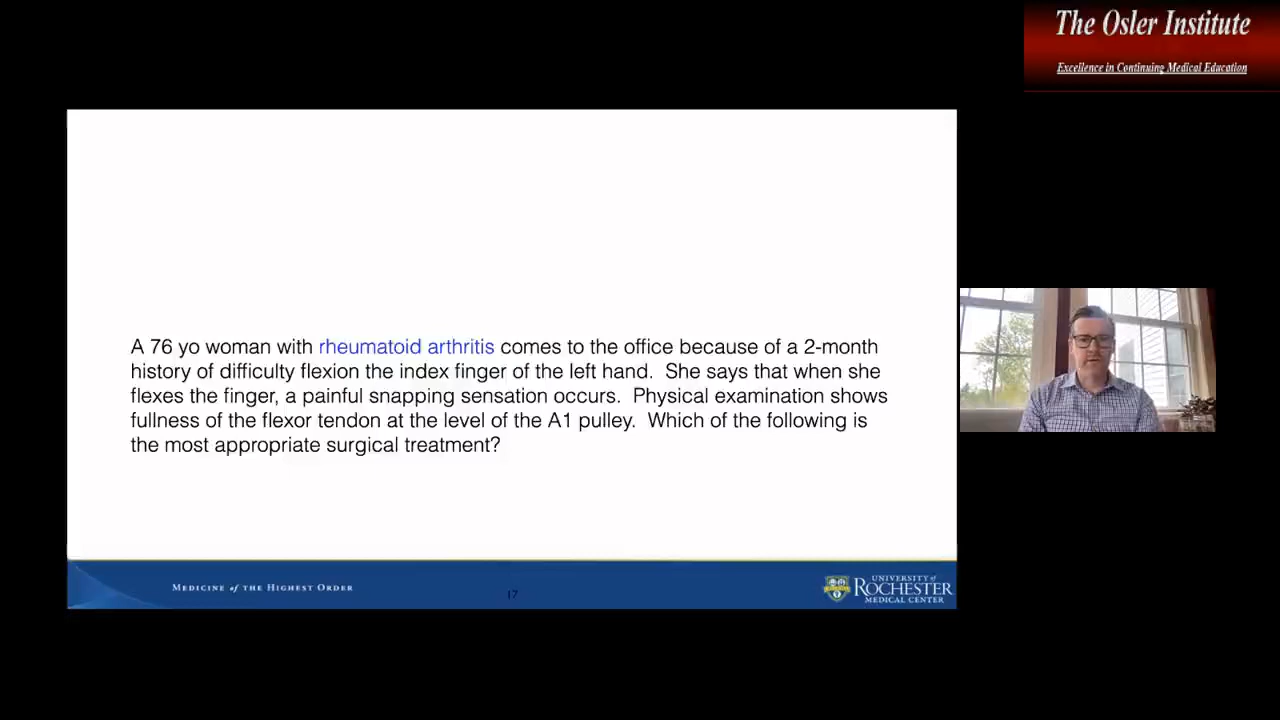 The Osler Institute
Excellence in Continuing Medical Education
A 76 yo woman with rheumatoid arthritis comes to the office because of a 2-month
history of difficulty flexion the index finger of the left hand. She says that when she
flexes the finger, a painful snapping sensation occurs. Physical examination shows
fullness of the flexor tendon at the level of the A1 pulley. Which of the following is
the most appropriate surgical treatment?
MEDICINE of THE HIGHEST ORDER
17
UNIVERSITY of
ROCHESTER
MEDICAL CENTER